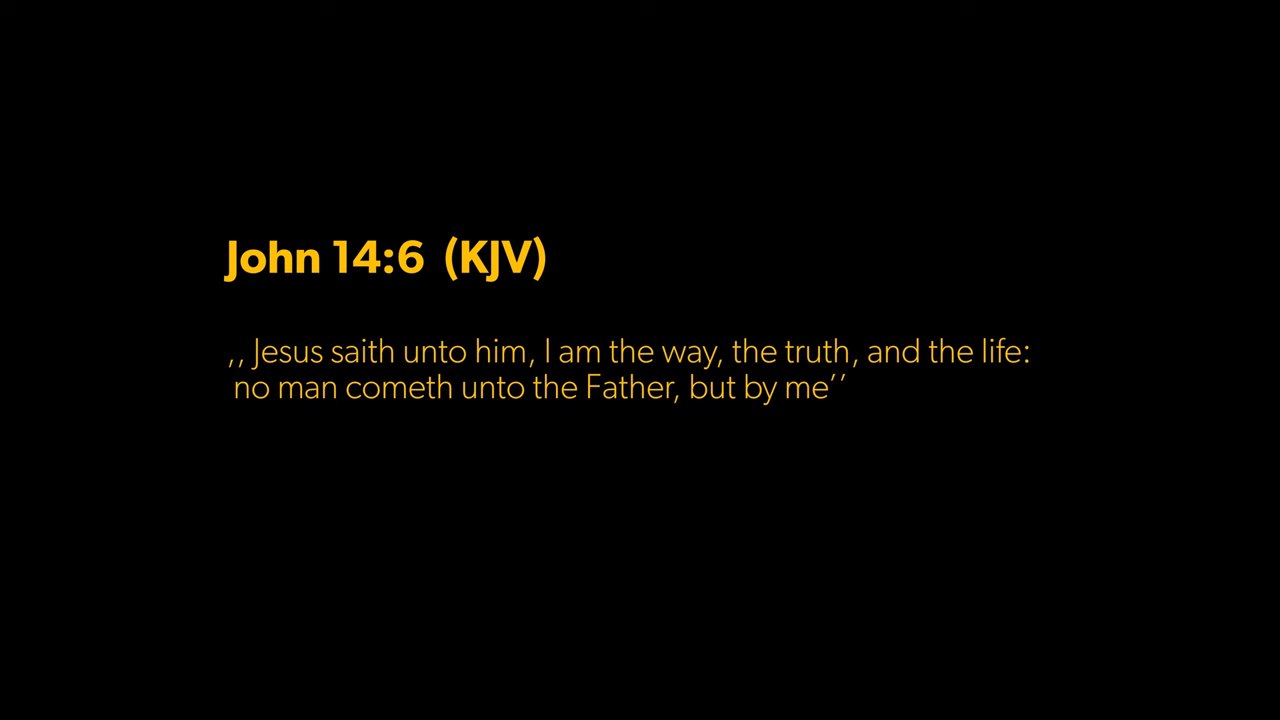 John 14:6 (KJV)
,, Jesus saith unto him, I am the way, the truth, and the life:
no man cometh unto the Father, but by me’’